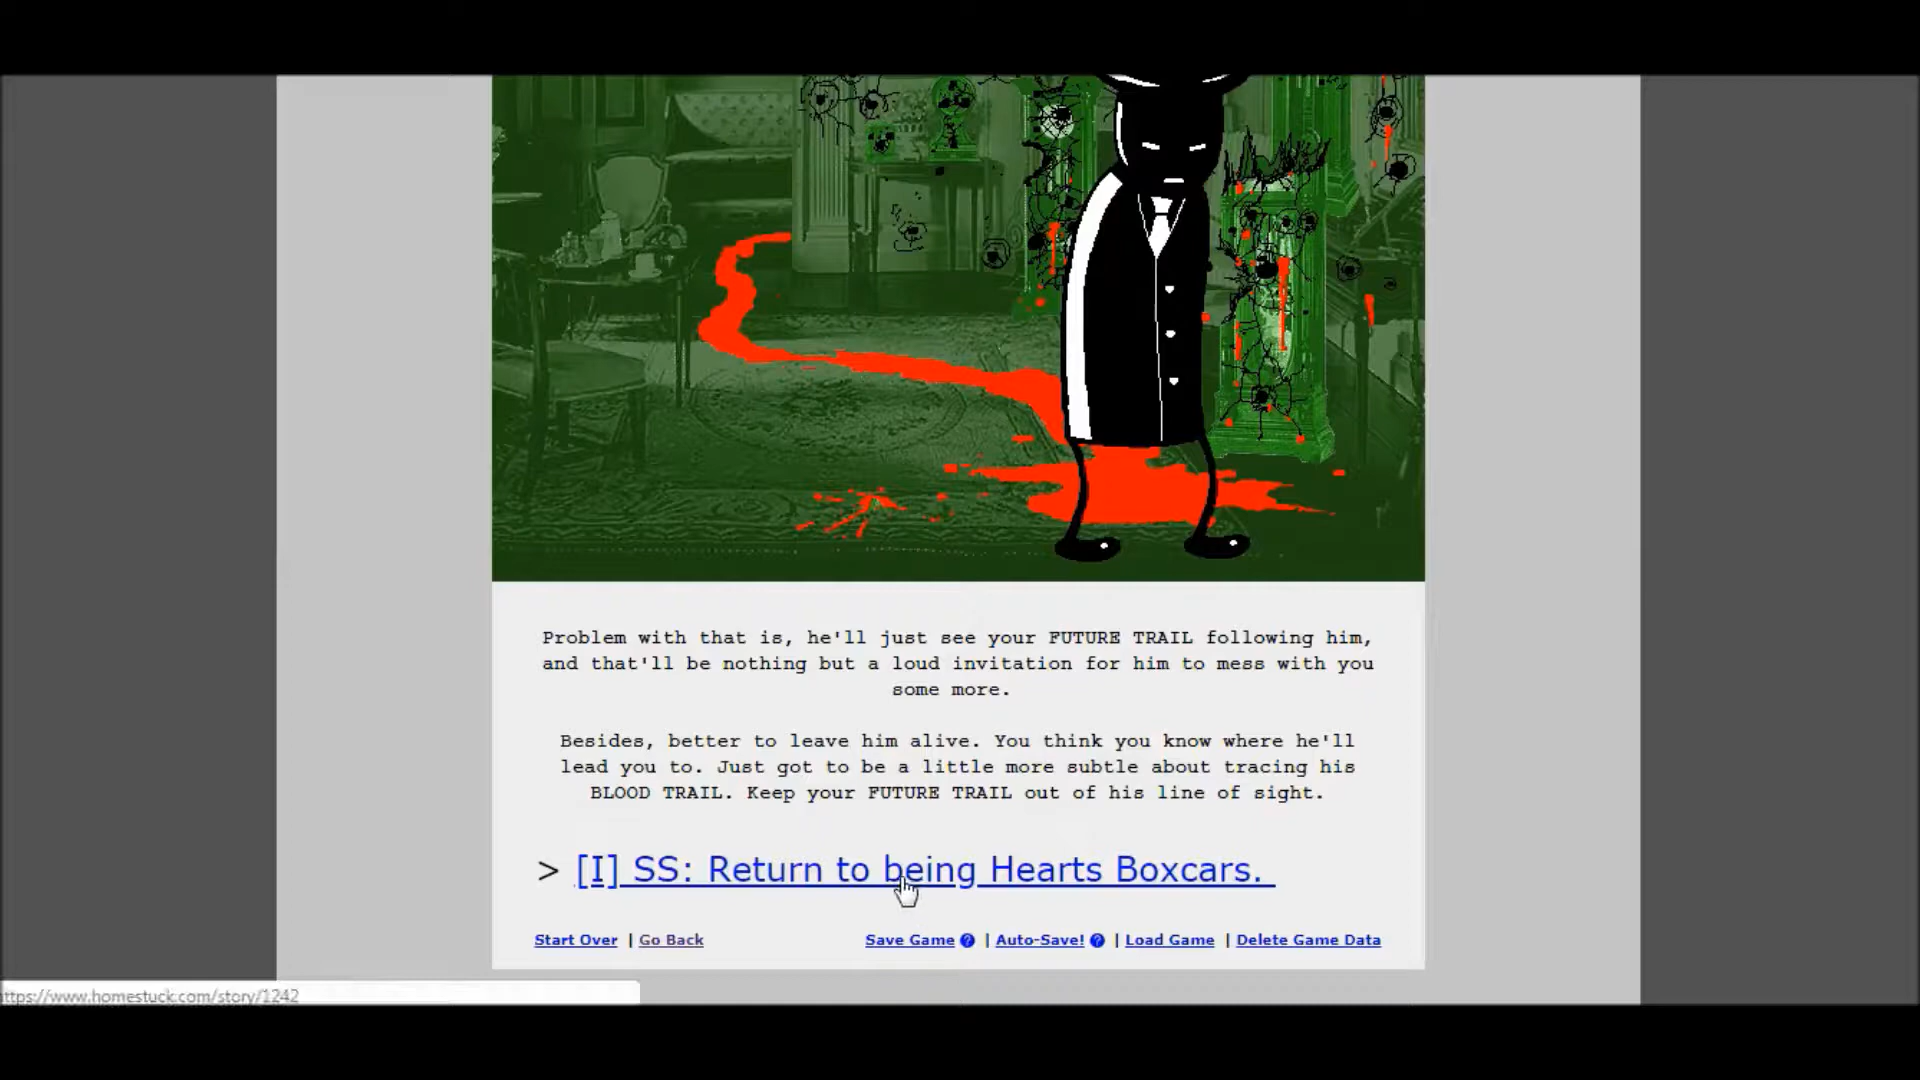 Problem with that is, he'll just see your FUTURE TRAIL following him,
and that'll be nothing but a loud invitation for him to mess with you
some more.
Besides, better to leave him alive. You think you know where he'll
lead you to. Just got to be a little more subtle about tracing his
BLOOD TRAIL. Keep your FUTURE TRAIL out of his line of sight.
> [I] SS: Return to being Hearts Boxcars.
Start Over | Go Back Save Game ? | Auto-Save! ? | Load Game | Delete Game Data
ttps://www.homestuck.com/story/1242